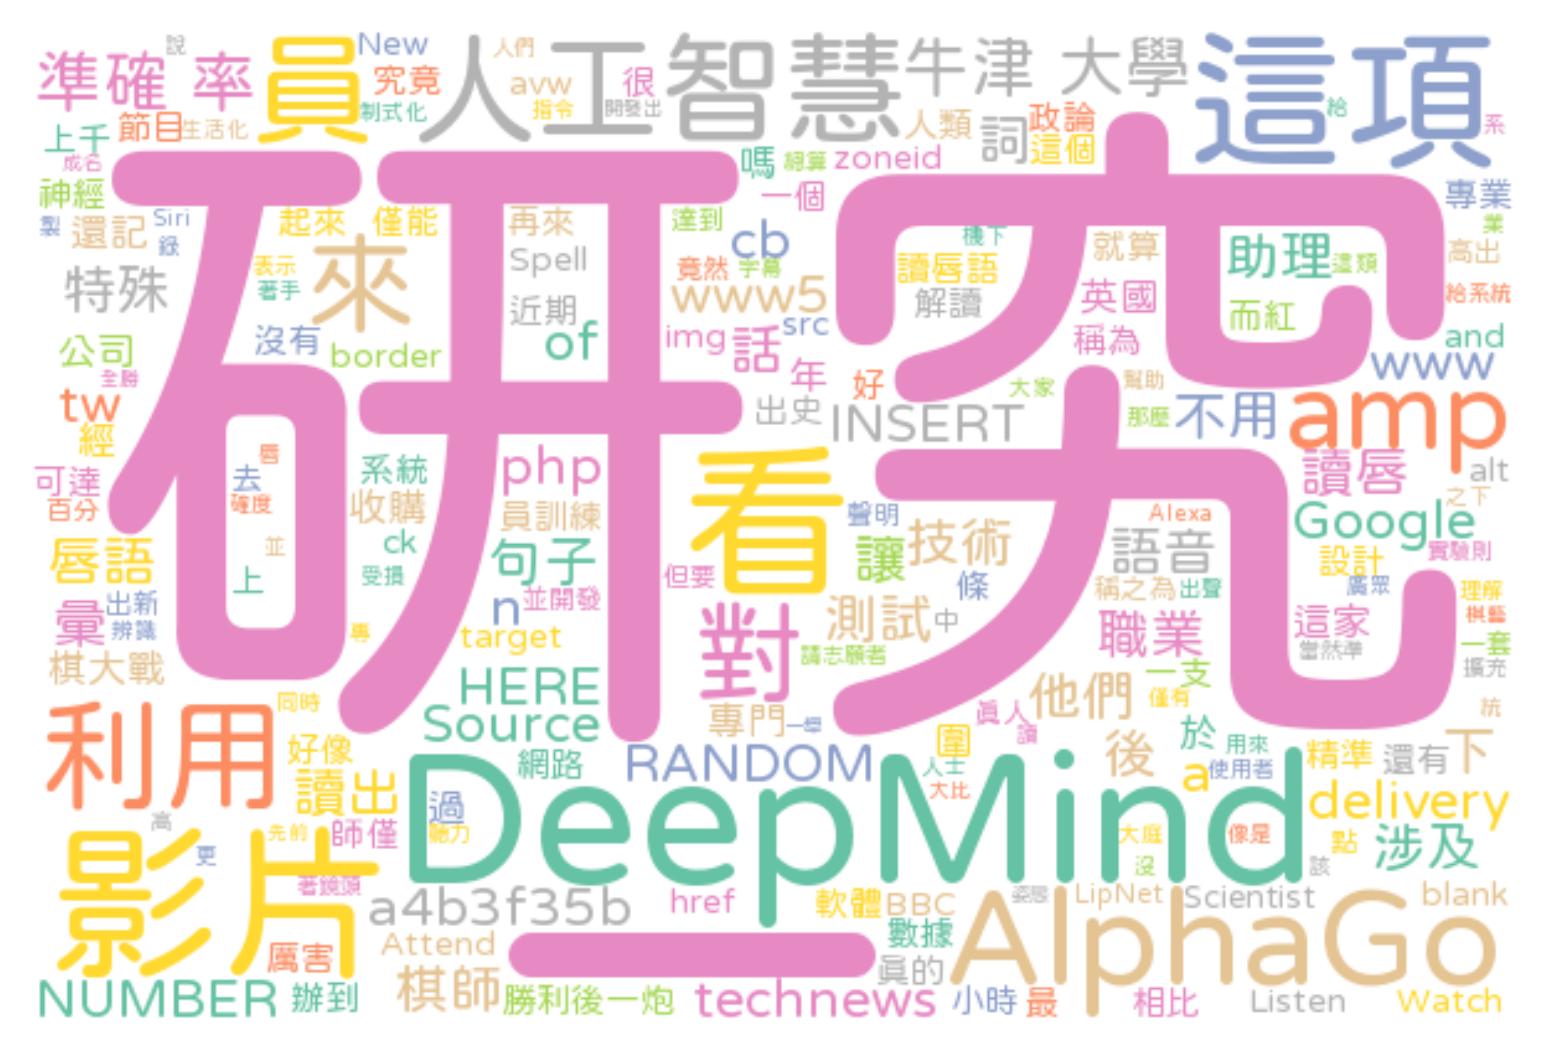 準確 率 說 員 New 人們 人工智慧 牛津 大學 這項
究竟 avw 很
制式化 指令 開發出 給
上千 節目 生活化 人類 詞 政論 系
成名 嗎 想算 zoneid 這個
神經 一個 專業
製 還記 Siri 起來 僅能 再來 達到 機下 業
錄 研究 cb 就算 助理 高出
表示 來 Spell 竟然 字幕 讀唇語 這類
特殊 著手 www5 解讀 英國 給系統
近期 而紅
公司 沒有 border of img 話 src 稱為 and
全勝 年 好 大家 幫助 www
tw 出史 INSERT 那麼 不用 amp
經
可達 去 唇 系統 php 看 讀唇 alt
百分 確度 收購 員訓練 聲明 Alexa Google 之下
唇語 並 ck 句子 讓 技術 語音 實驗則
上 受損 但要 設計
彙 出新 n 並開發 條 稱之為 出聲 廣眾 理解
辨識 專 target 對 測試 中 職業 這家 棋藝
棋大戰 請志願者 當然準 一套
HERE 一支 擴充
利用 同時 Source 專門 真人 他們 僅有 統
讀
好像 網路 RANDOM 圍 後 於 用來 精準 還有 下
讀出 DeepMind 人士 a 使用者
過 大比 delivery
影片 高 先前 師僅 聽力 大庭 像是 點 涉及
更 沒 該
著鏡頭 a4b3f35b href 軟體 BBC 姿態 LipNet Scientist blank
厲害 Attend 一 數據 AlphaGo
NUMBER 辦到 棋師 勝利後一炮 technews 真的 小時 最 相比 Listen Watch